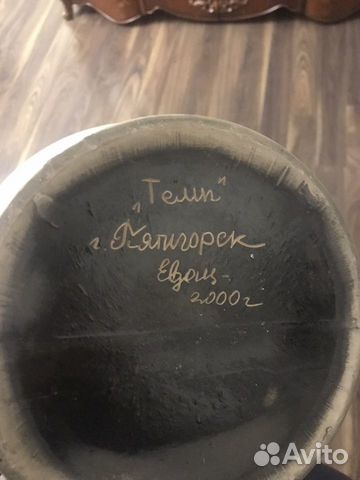 „Темп"
г. Пятигорск
2000г
Avito